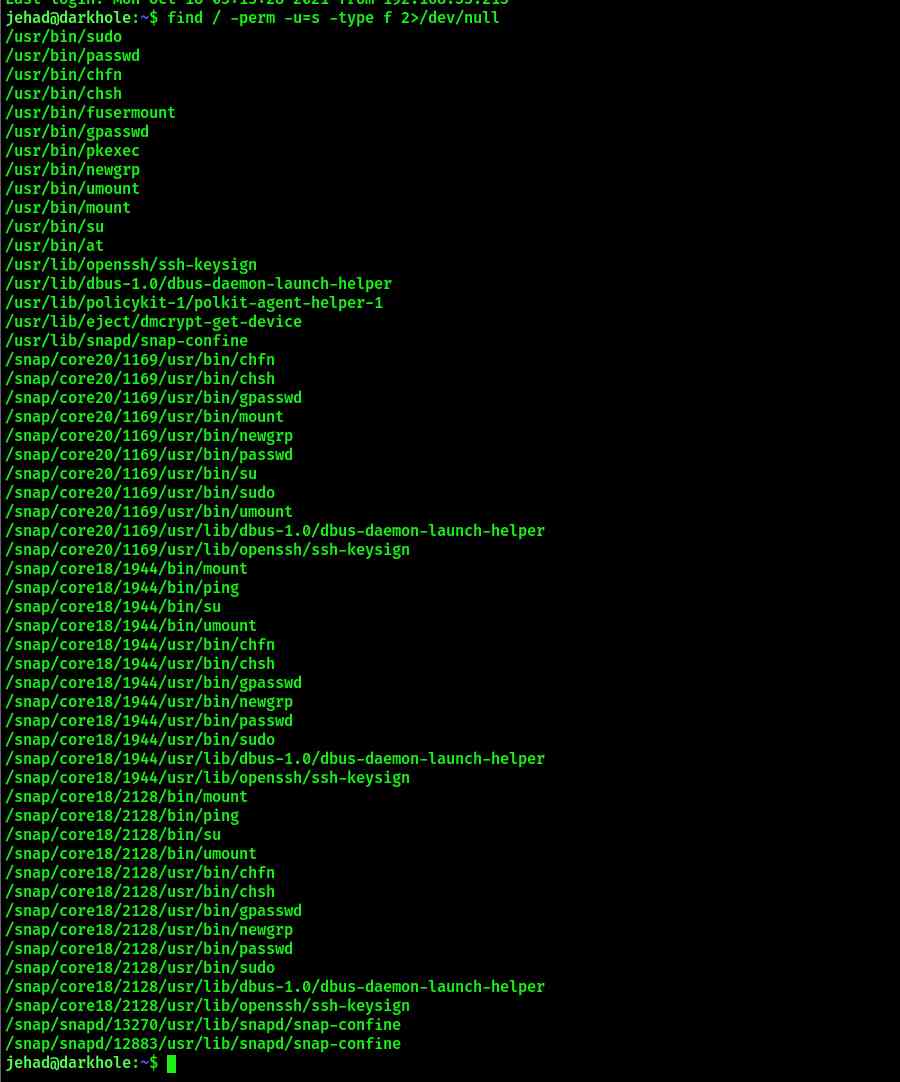 Last login: Mon Oct 18 03:15:28 2021 from 192.168.55.215
jehad@darkhole:~$ find / -perm -u=s -type f 2>/dev/null
/usr/bin/sudo
/usr/bin/passwd
/usr/bin/chfn
/usr/bin/chsh
/usr/bin/fusermount
/usr/bin/gpasswd
/usr/bin/pkexec
/usr/bin/newgrp
/usr/bin/umount
/usr/bin/mount
/usr/bin/su
/usr/bin/at
/usr/lib/openssh/ssh-keysign
/usr/lib/dbus-1.0/dbus-daemon-launch-helper
/usr/lib/policykit-1/polkit-agent-helper-1
/usr/lib/eject/dmcrypt-get-device
/usr/lib/snapd/snap-confine
/snap/core20/1169/usr/bin/chfn
/snap/core20/1169/usr/bin/chsh
/snap/core20/1169/usr/bin/gpasswd
/snap/core20/1169/usr/bin/mount
/snap/core20/1169/usr/bin/newgrp
/snap/core20/1169/usr/bin/passwd
/snap/core20/1169/usr/bin/su
/snap/core20/1169/usr/bin/sudo
/snap/core20/1169/usr/bin/umount
/snap/core20/1169/usr/lib/dbus-1.0/dbus-daemon-launch-helper
/snap/core20/1169/usr/lib/openssh/ssh-keysign
/snap/core18/1944/bin/mount
/snap/core18/1944/bin/ping
/snap/core18/1944/bin/su
/snap/core18/1944/bin/umount
/snap/core18/1944/usr/bin/chfn
/snap/core18/1944/usr/bin/chsh
/snap/core18/1944/usr/bin/gpasswd
/snap/core18/1944/usr/bin/newgrp
/snap/core18/1944/usr/bin/passwd
/snap/core18/1944/usr/bin/sudo
/snap/core18/1944/usr/lib/dbus-1.0/dbus-daemon-launch-helper
/snap/core18/1944/usr/lib/openssh/ssh-keysign
/snap/core18/2128/bin/mount
/snap/core18/2128/bin/ping
/snap/core18/2128/bin/su
/snap/core18/2128/bin/umount
/snap/core18/2128/usr/bin/chfn
/snap/core18/2128/usr/bin/chsh
/snap/core18/2128/usr/bin/gpasswd
/snap/core18/2128/usr/bin/newgrp
/snap/core18/2128/usr/bin/passwd
/snap/core18/2128/usr/bin/sudo
/snap/core18/2128/usr/lib/dbus-1.0/dbus-daemon-launch-helper
/snap/core18/2128/usr/lib/openssh/ssh-keysign
/snap/snapd/13270/usr/lib/snapd/snap-confine
/snap/snapd/12883/usr/lib/snapd/snap-confine
jehad@darkhole:~$